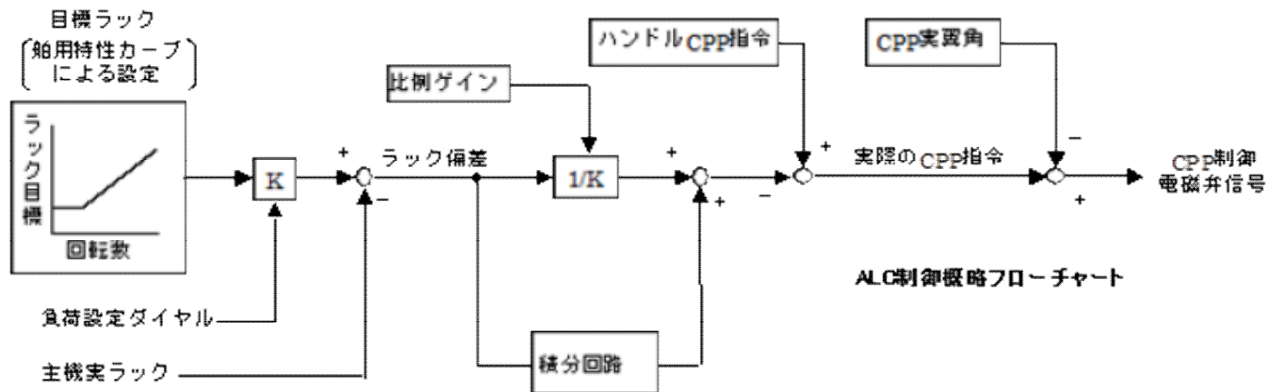 目標ラック
舶用特性カーブ
による設定
ラック目標
回転数
K
負荷設定ダイヤル
主機実ラック
+
−
ラック偏差
比例ゲイン
1/K
積分回路
+
+
ハンドルCPP指令
−
+
実際のCPP指令
CPP実翼角
−
+
CPP制御
電磁弁信号
ALC制御概略フローチャート